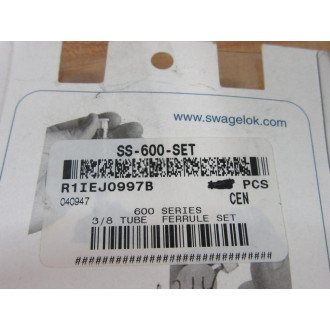 www.swagelok.com
SS-600-SET
R1IEJ0997B PCS
040947 CEN
600 SERIES
3/8 TUBE FERRULE SET